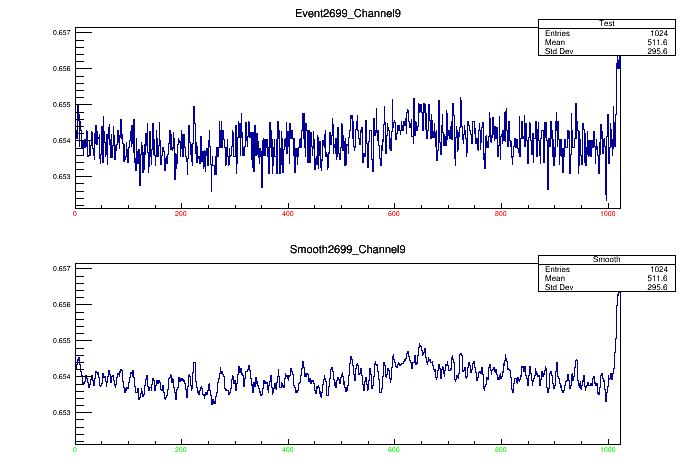 Event2699_Channel9
Test
Entries 1024
Mean 511.6
Std Dev 295.6
0.657
0.656
0.655
0.654
0.653
0 200 400 600 800 1000
Smooth2699_Channel9
Smooth
Entries 1024
Mean 511.6
Std Dev 295.6
0.657
0.656
0.655
0.654
0.653
0 200 400 600 800 1000